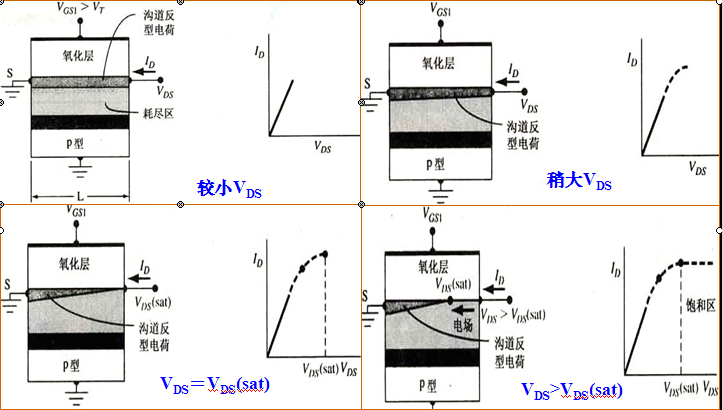 V_GS1 > V_T
沟道反
型电荷
氧化层
I_D
S
V_DS
耗尽区
P型
L
I_D
V_DS
较小V_DS
V_GS1
氧化层
I_D
S
V_DS
沟道反
型电荷
P型
I_D
V_DS
稍大V_DS
V_GS1
氧化层
I_D
S
V_DS(sat)
沟道反
型电荷
P型
I_D
V_DS(sat) V_DS
V_DS=V_DS(sat)
V_GS1
氧化层
V_DS(sat)
I_D
S
V_DS > V_DS(sat)
电场
沟道反
型电荷
P型
I_D
饱和区
V_DS(sat) V_DS
V_DS>V_DS(sat)